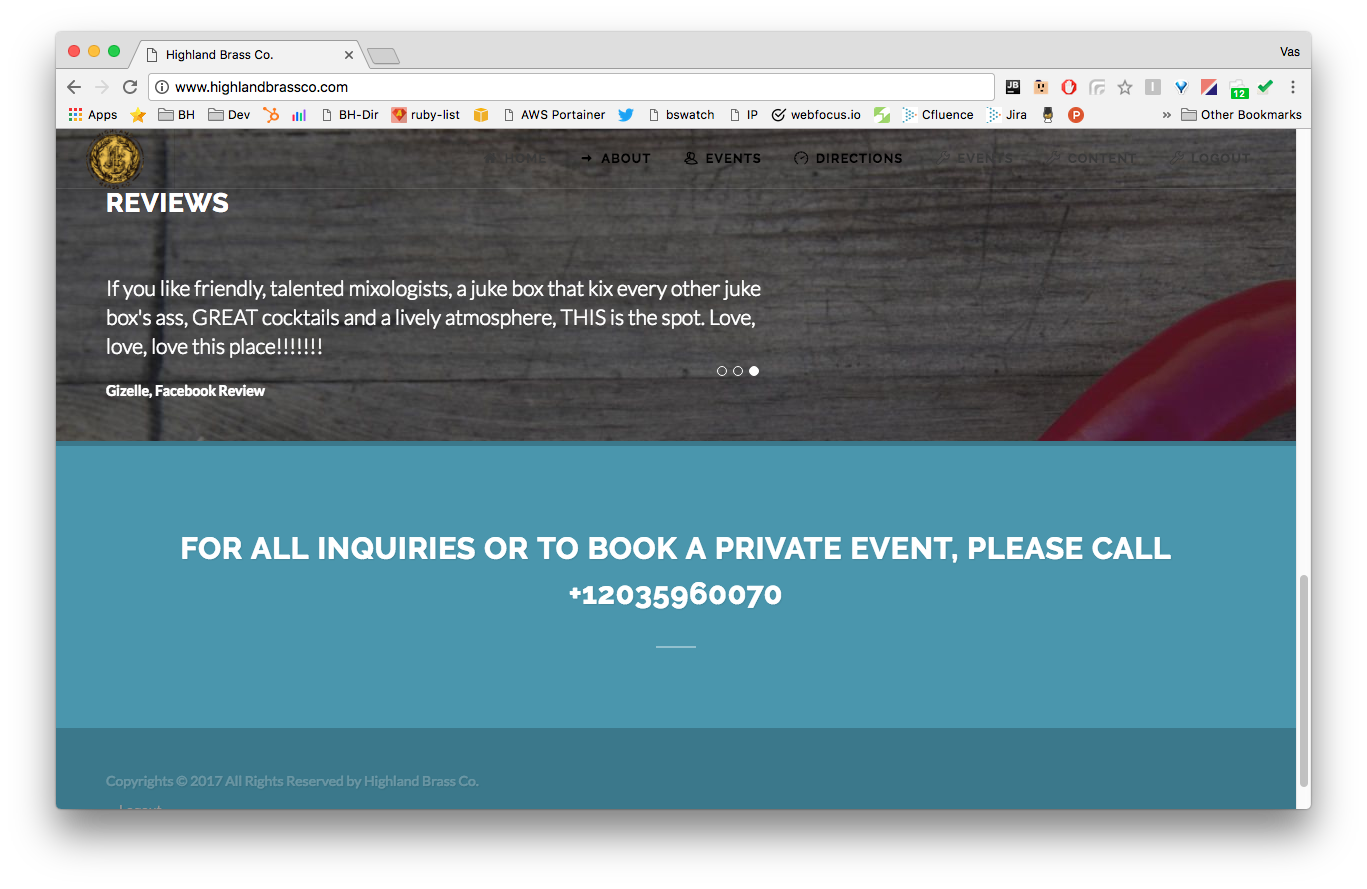 Highland Brass Co.
Vas
www.highlandbrassco.com
JB
12
Apps
BH
Dev
BH-Dir
ruby-list
AWS Portainer
bswatch
IP
webfocus.io
Cfluence
Jira
P
» Other Bookmarks
HOME → ABOUT EVENTS DIRECTIONS EVENTS CONTENT LOGOUT
REVIEWS
If you like friendly, talented mixologists, a juke box that kix every other juke
box's ass, GREAT cocktails and a lively atmosphere, THIS is the spot. Love,
love, love this place!!!!!!!
Gizelle, Facebook Review
FOR ALL INQUIRIES OR TO BOOK A PRIVATE EVENT, PLEASE CALL
+12035960070
Copyrights © 2017 All Rights Reserved by Highland Brass Co.
Logout